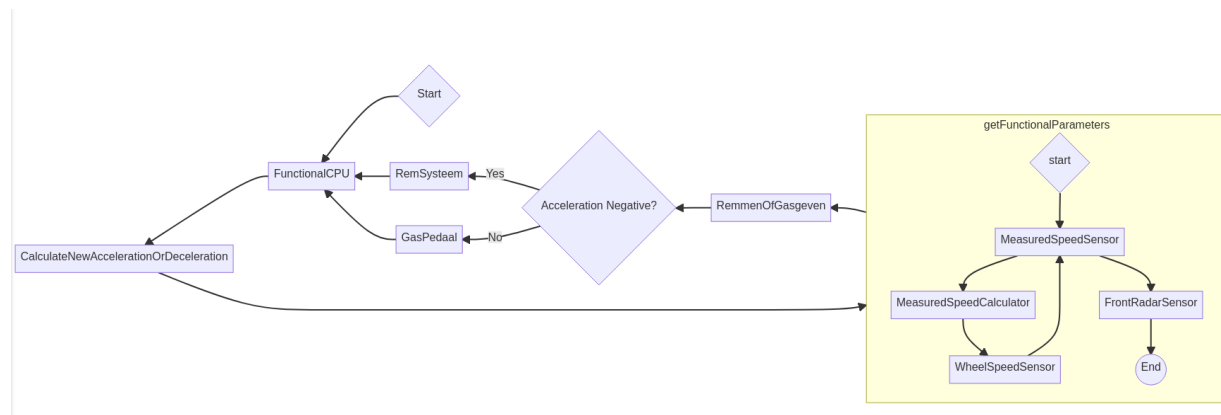 Start
FunctionalCPU
RemSysteem
Yes
GasPedaal
No
Acceleration Negative?
RemmenOfGasgeven
CalculateNewAccelerationOrDeceleration
getFunctionalParameters
start
MeasuredSpeedSensor
MeasuredSpeedCalculator
FrontRadarSensor
WheelSpeedSensor
End